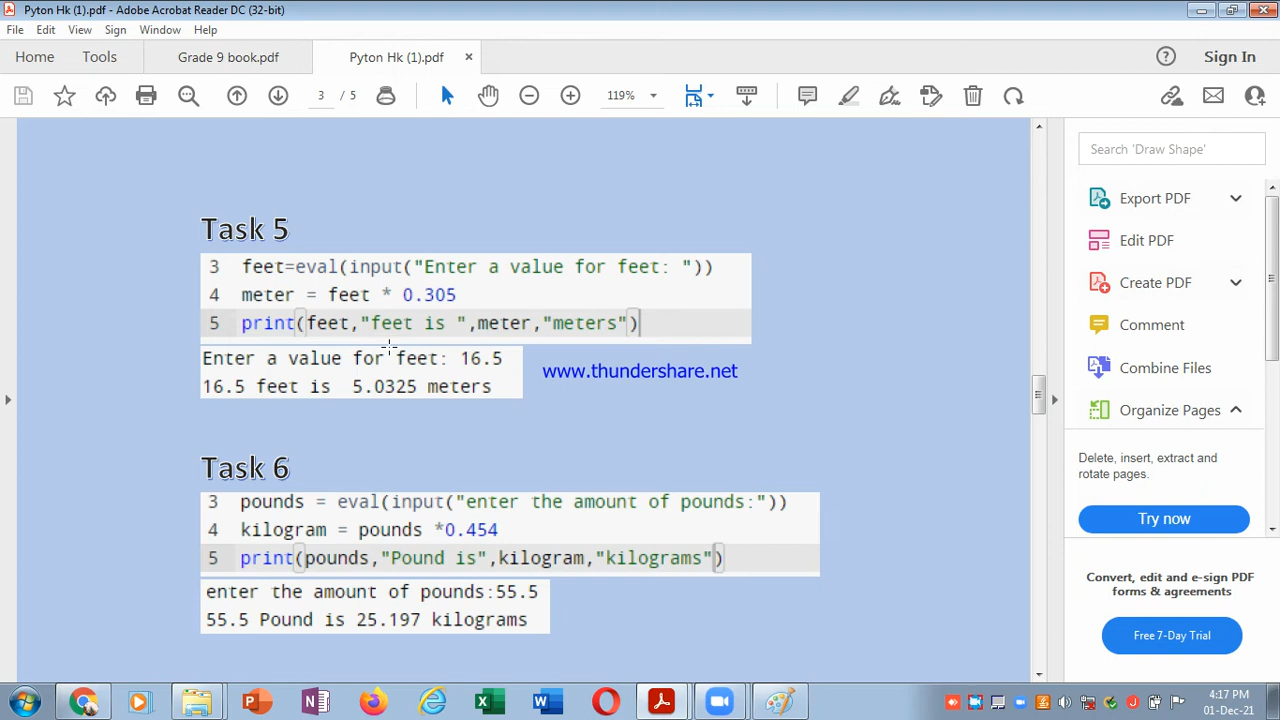 Pyton Hk (1).pdf - Adobe Acrobat Reader DC (32-bit)
File Edit View Sign Window Help
Home Tools Grade 9 book.pdf Pyton Hk (1).pdf × Sign In
3 / 5 119%
Task 5
3 feet=eval(input("Enter a value for feet: "))
4 meter = feet * 0.305
5 print(feet,"feet is ",meter,"meters")
Enter a value for feet: 16.5
16.5 feet is  5.0325 meters
www.thundershare.net
Task 6
3 pounds = eval(input("enter the amount of pounds:"))
4 kilogram = pounds *0.454
5 print(pounds,"Pound is",kilogram,"kilograms")
enter the amount of pounds:55.5
55.5 Pound is 25.197 kilograms
Search 'Draw Shape'
Export PDF
Edit PDF
Create PDF
Comment
Combine Files
Organize Pages
Delete, insert, extract and
rotate pages.
Try now
Convert, edit and e-sign PDF
forms & agreements
Free 7-Day Trial
4:17 PM
01-Dec-21